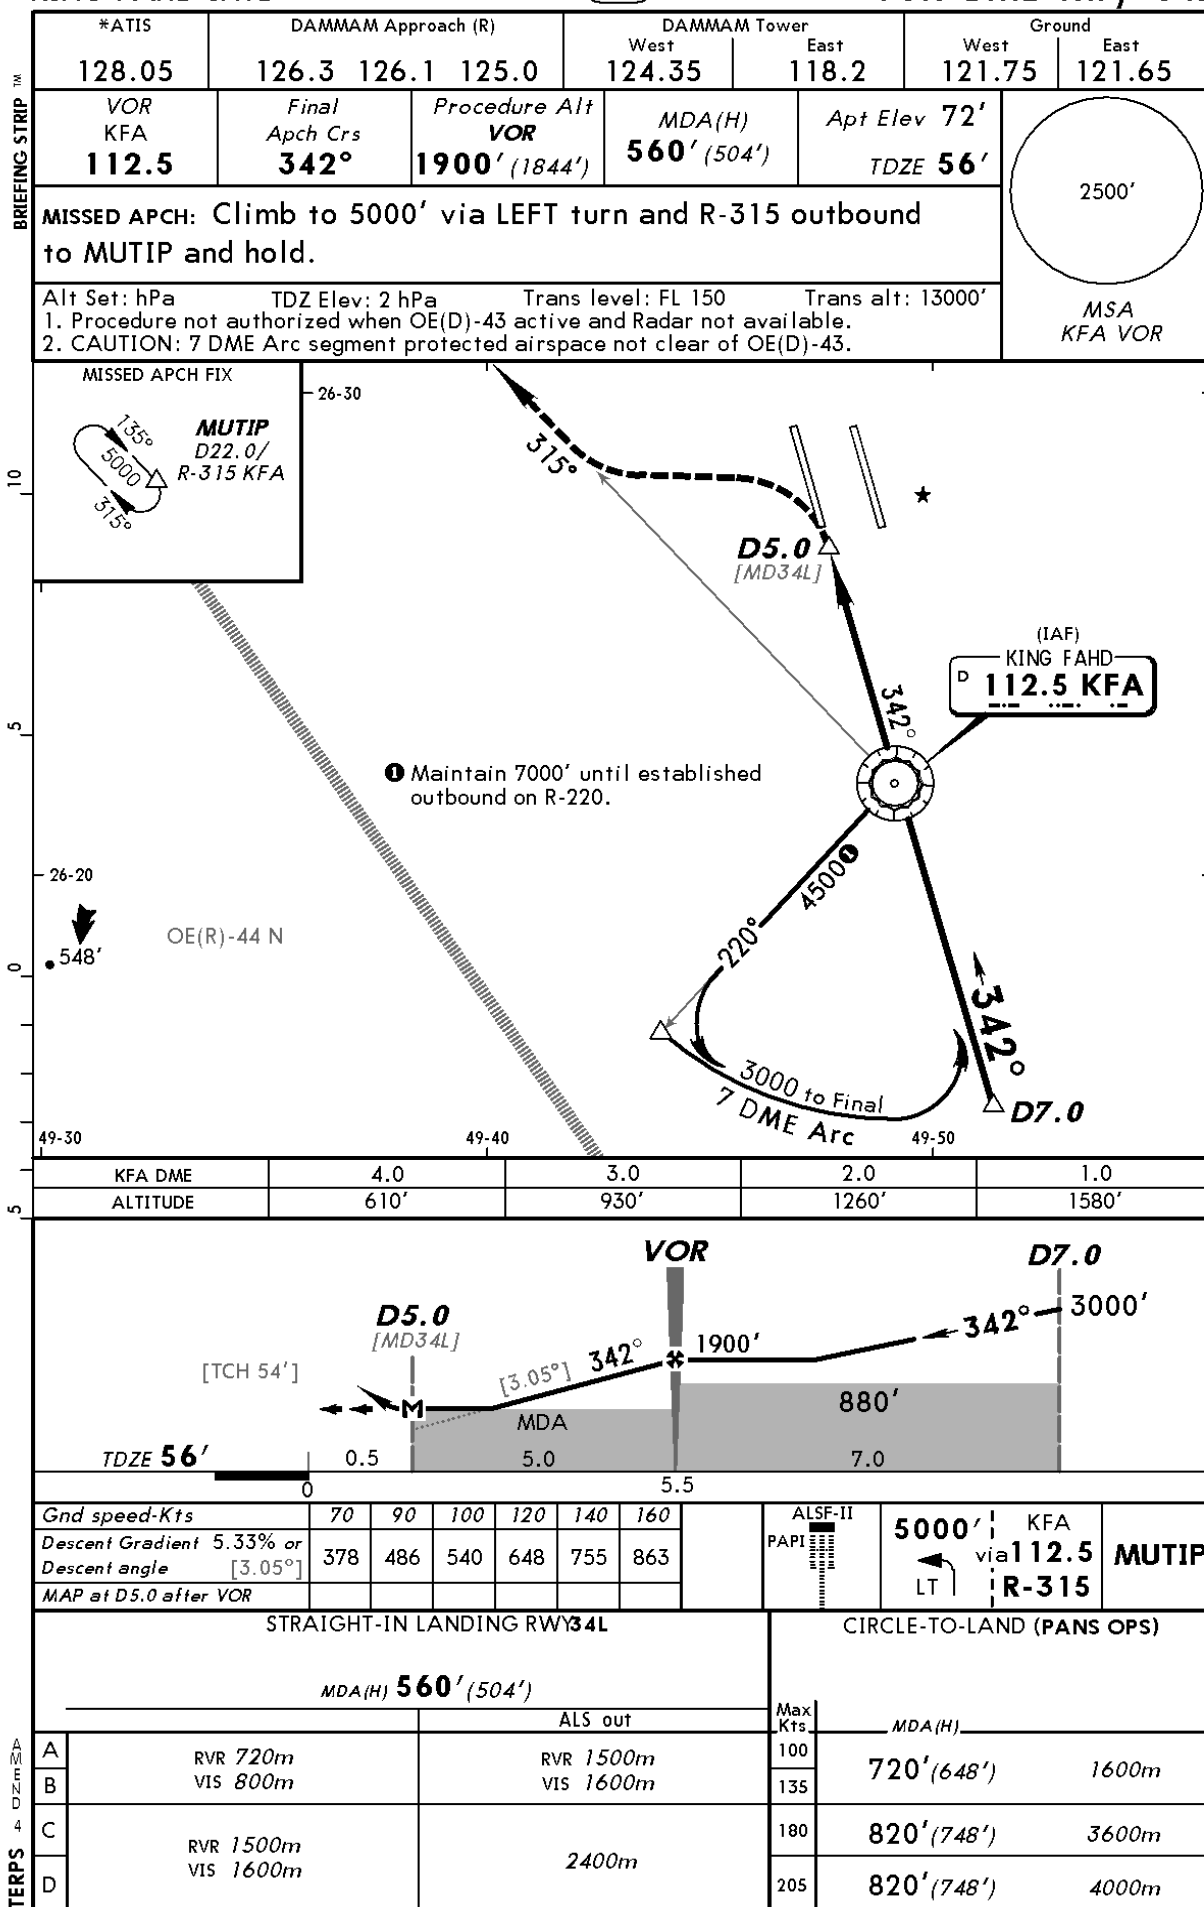 *ATIS
128.05
DAMMAM Approach (R)
126.3 126.1 125.0
DAMMAM Tower
West East
124.35 118.2
Ground
West East
121.75 121.65
BRIEFING STRIP TM
VOR
KFA
112.5
Final
Apch Crs
342°
Procedure Alt
VOR
1900' (1844')
MDA(H)
560' (504')
Apt Elev 72'
TDZE 56'
2500'
MSA
KFA VOR
MISSED APCH: Climb to 5000' via LEFT turn and R-315 outbound
to MUTIP and hold.
Alt Set: hPa TDZ Elev: 2 hPa Trans level: FL 150 Trans alt: 13000'
1. Procedure not authorized when OE(D)-43 active and Radar not available.
2. CAUTION: 7 DME Arc segment protected airspace not clear of OE(D)-43.
MISSED APCH FIX
MUTIP
D22.0/
R-315 KFA
135°
5000
315°
26-30
315°
D5.0
[MD34L]
(IAF)
KING FAHD
D 112.5 KFA
342°
❶ Maintain 7000' until established
outbound on R-220.
4500❶
220°
26-20
548'
OE(R)-44 N
342°
3000 to Final
7 DME Arc
D7.0
49-30
49-40
49-50
10
5
0
5
KFA DME 4.0 3.0 2.0 1.0
ALTITUDE 610' 930' 1260' 1580'
VOR
D7.0
D5.0
[MD34L]
342°
3000'
1900'
342°
[3.05°]
[TCH 54']
880'
M
MDA
TDZE 56'
0.5 5.0 7.0
0 5.5
Gnd speed-Kts 70 90 100 120 140 160
Descent Gradient 5.33% or
Descent angle [3.05°] 378 486 540 648 755 863
MAP at D5.0 after VOR
ALSF-II
PAPI
5000'
LT
KFA
via 112.5
R-315
MUTIP
STRAIGHT-IN LANDING RWY34L
MDA(H) 560' (504')
ALS out
A
B
RVR 720m
VIS 800m
RVR 1500m
VIS 1600m
C
D
RVR 1500m
VIS 1600m
2400m
CIRCLE-TO-LAND (PANS OPS)
Max
Kts
MDA(H)
100
135
720' (648') 1600m
180 820' (748') 3600m
205 820' (748') 4000m
AMEND 4
TERPS